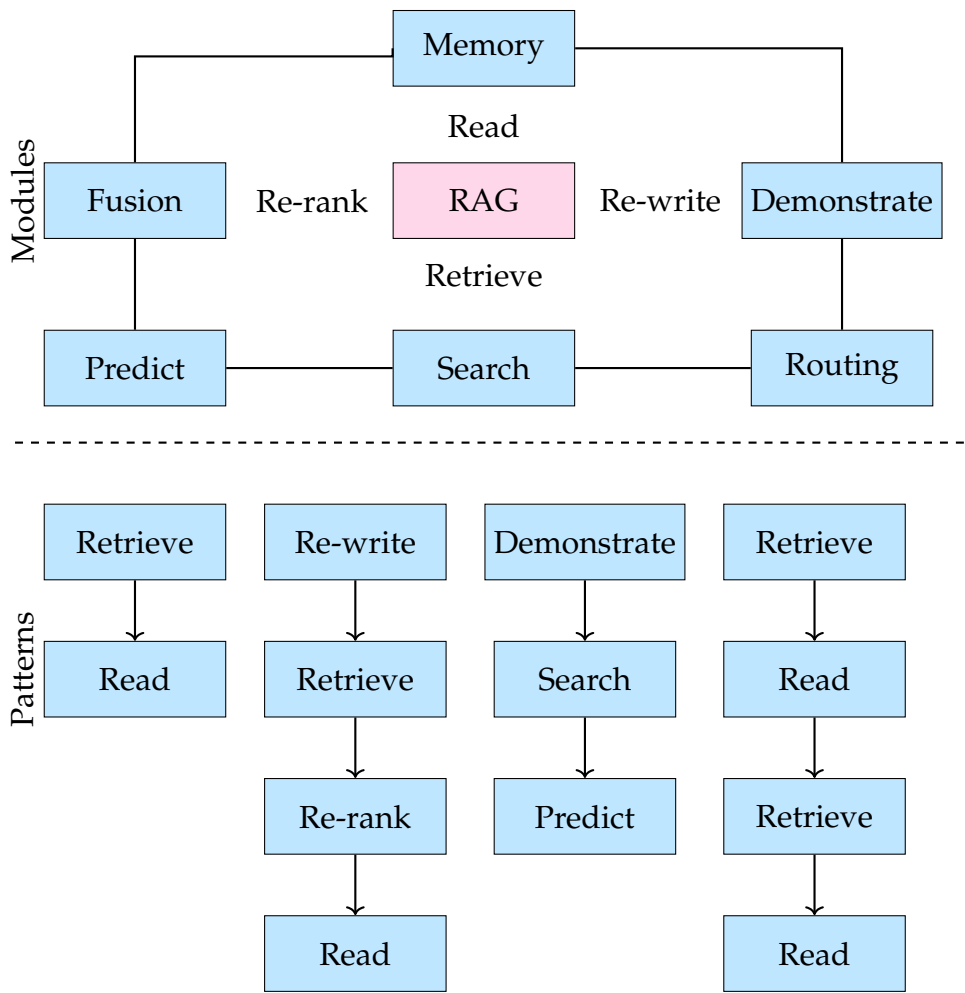 Memory
Read
Modules
Fusion
Re-rank
RAG
Re-write
Demonstrate
Retrieve
Predict
Search
Routing
Patterns
Retrieve
Read
Re-write
Retrieve
Re-rank
Read
Demonstrate
Search
Predict
Retrieve
Read
Retrieve
Read